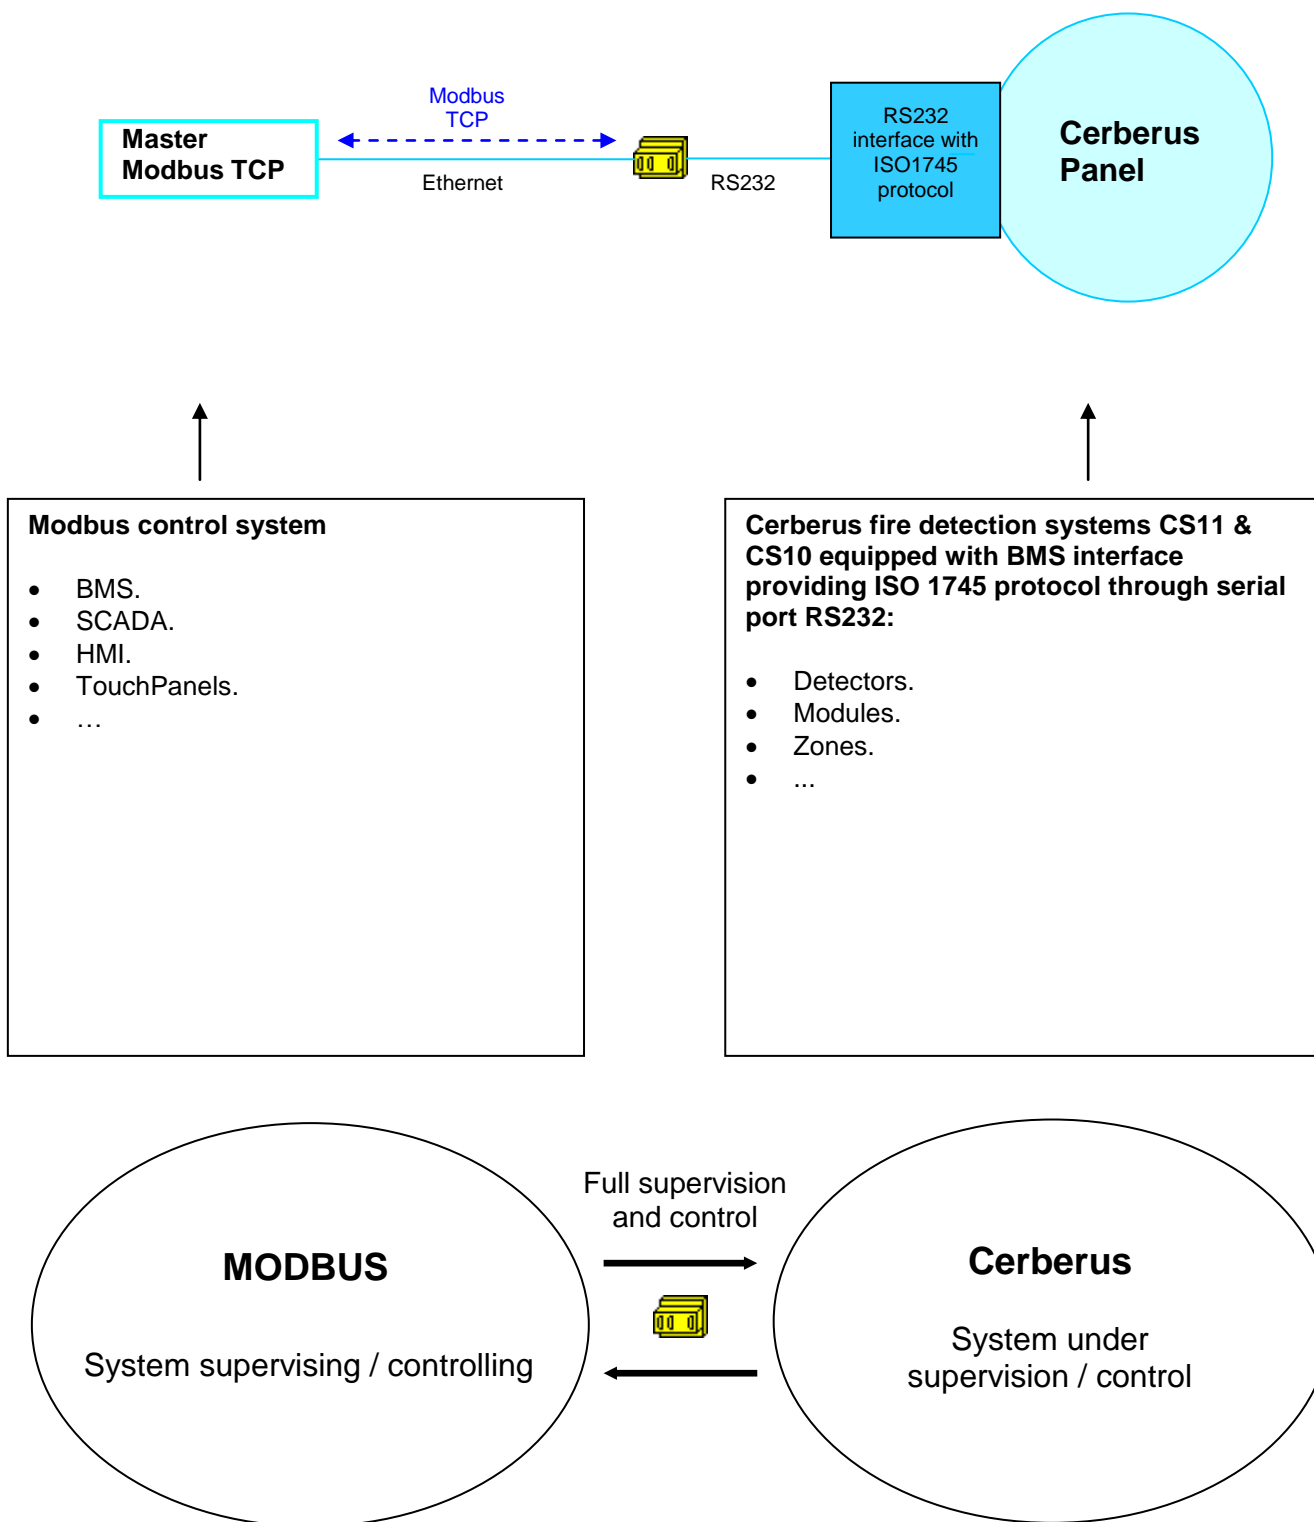 Modbus
TCP
Master
Modbus TCP
Ethernet
RS232
RS232
interface with
ISO1745
protocol
Cerberus
Panel
Modbus control system
• BMS.
• SCADA.
• HMI.
• TouchPanels.
• …
Cerberus fire detection systems CS11 &
CS10 equipped with BMS interface
providing ISO 1745 protocol through serial
port RS232:
• Detectors.
• Modules.
• Zones.
• ...
Full supervision
and control
MODBUS
System supervising / controlling
Cerberus
System under
supervision / control